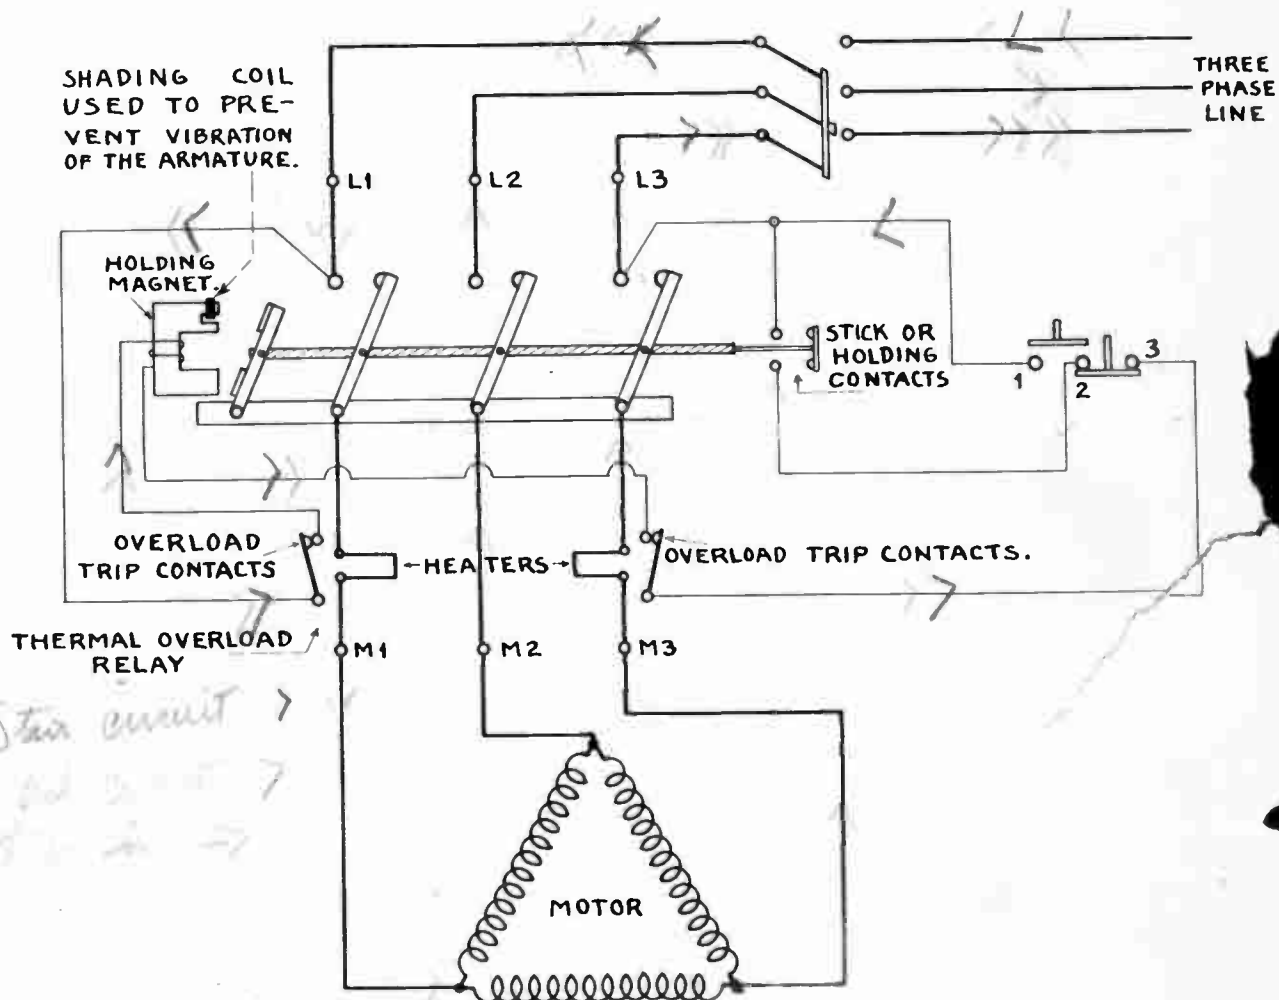 SHADING COIL
USED TO PRE-
VENT VIBRATION
OF THE ARMATURE.
THREE
PHASE
LINE
L1
L2
L3
HOLDING
MAGNET.
STICK OR
HOLDING
CONTACTS
1
2
3
OVERLOAD
TRIP CONTACTS
HEATERS
OVERLOAD TRIP CONTACTS.
THERMAL OVERLOAD
RELAY
M1
M2
M3
circuit
MOTOR